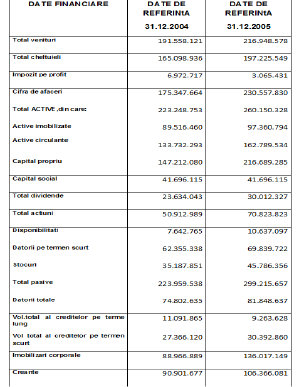 DATE FINANCIARE DATE DE DATE DE
REFERINtA REFERINtA
31.12.2004 31.12.2005
Total venituri 191.558.121 216.948.579
Total cheltuieli 165.098.936 197.225.549
Impozit pe profit 6.972.717 3.065.431
Cifra de afaceri 175.347.664 230.557.830
Total ACTIVE ,din care: 223.248.753 260.150.328
Active imobilizate 89.516.460 97.360.794
Active circulante 133.732.293 162.789.534
Capital propriu 147.212.080 216.689.285
Capital social 41.696.115 41.696.115
Total dividende 23.634.043 30.012.327
Total actiuni 50.912.989 70.823.823
Disponibilitati 7.642.765 10.637.097
Datorii pe termen scurt 62.355.338 69.839.722
Stocuri 35.187.851 45.786.356
Total pasive 223.959.538 299.215.657
Datorii totale 74.802.635 81.848.637
Vol.total al creditelor pe terme 11.091.865 9.263.628
lung
Vol total al creditelor pe termen 27.366.120 30.392.860
scurt
Imobilizari corporale 88.966.889 136.017.149
Creante 90.901.677 106.366.081